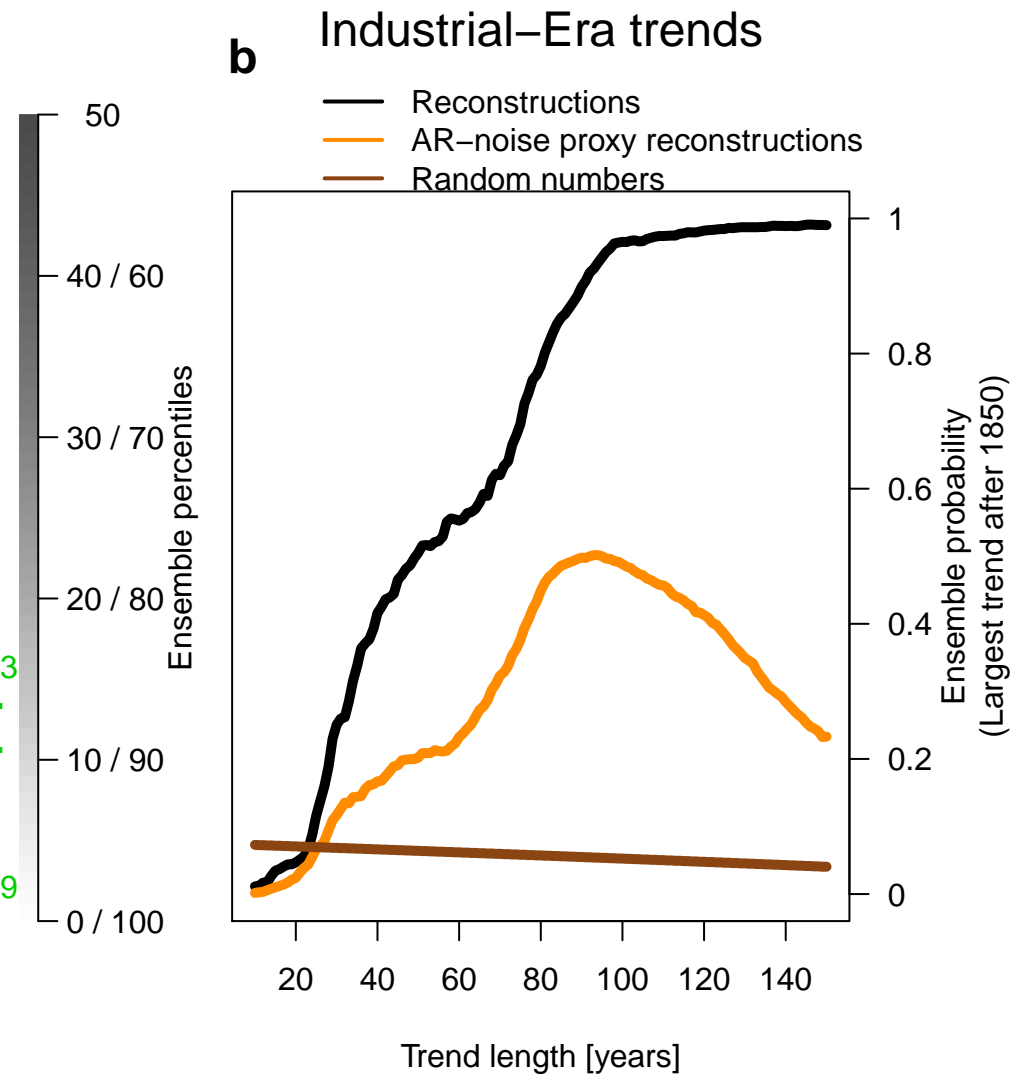 Industrial−Era trends
b
Reconstructions
AR−noise proxy reconstructions
Random numbers
50
40 / 60
30 / 70
20 / 80
10 / 90
0 / 100
Ensemble percentiles
3
9
1
0.8
0.6
0.4
0.2
0
Ensemble probability
(Largest trend after 1850)
20 40 60 80 100 120 140
Trend length [years]